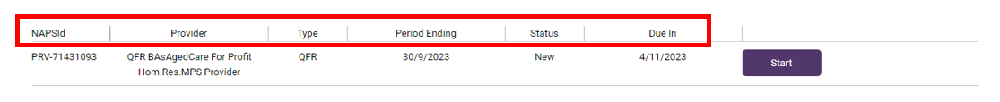 NAPSId Provider Type Period Ending Status Due In
PRV-71431093 QFR BAsAgedCare For Profit QFR 30/9/2023 New 4/11/2023 Start
Hom.Res.MPS Provider